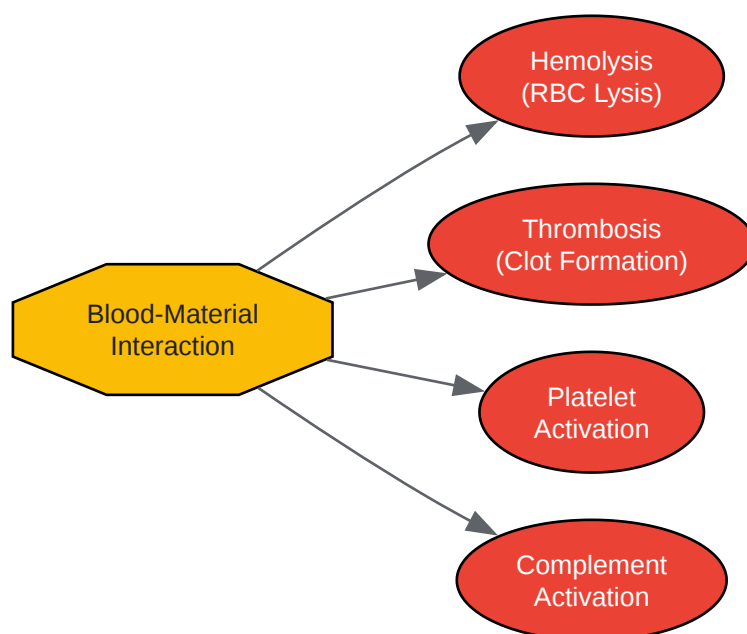 Hemolysis
(RBC Lysis)
Thrombosis
(Clot Formation)
Blood-Material
Interaction
Platelet
Activation
Complement
Activation